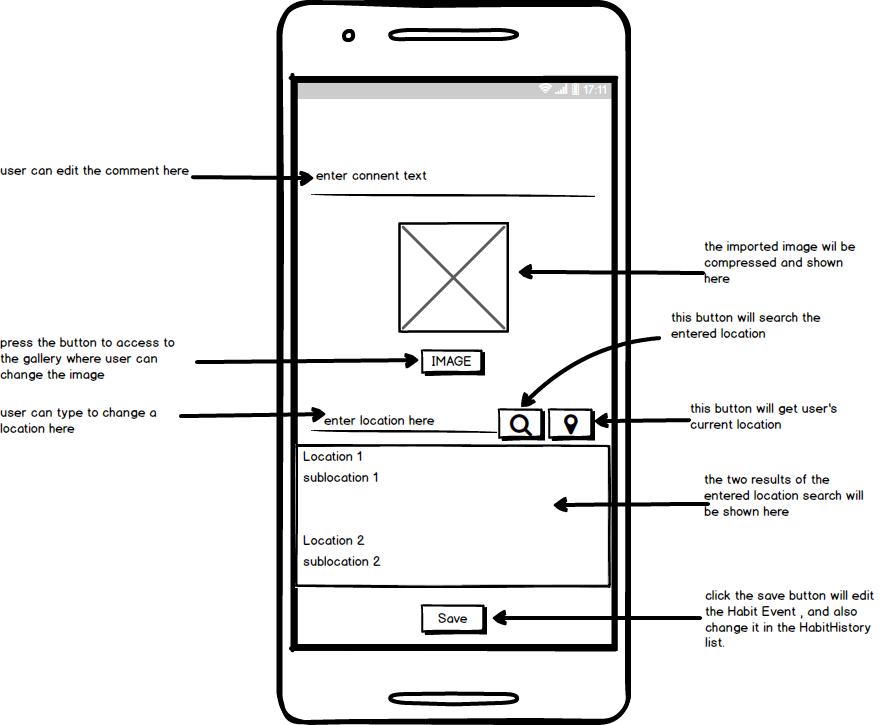 17:11
user can edit the comment here
enter connent text
the imported image wil be
compressed and shown
here
this button will search the
entered location
press the button to access to
the gallery where user can
change the image
IMAGE
user can type to change a
location here
enter location here
this button will get user's
current location
Location 1
sublocation 1
the two results of the
entered location search will
be shown here
Location 2
sublocation 2
click the save button will edit
the Habit Event , and also
change it in the HabitHistory
list.
Save